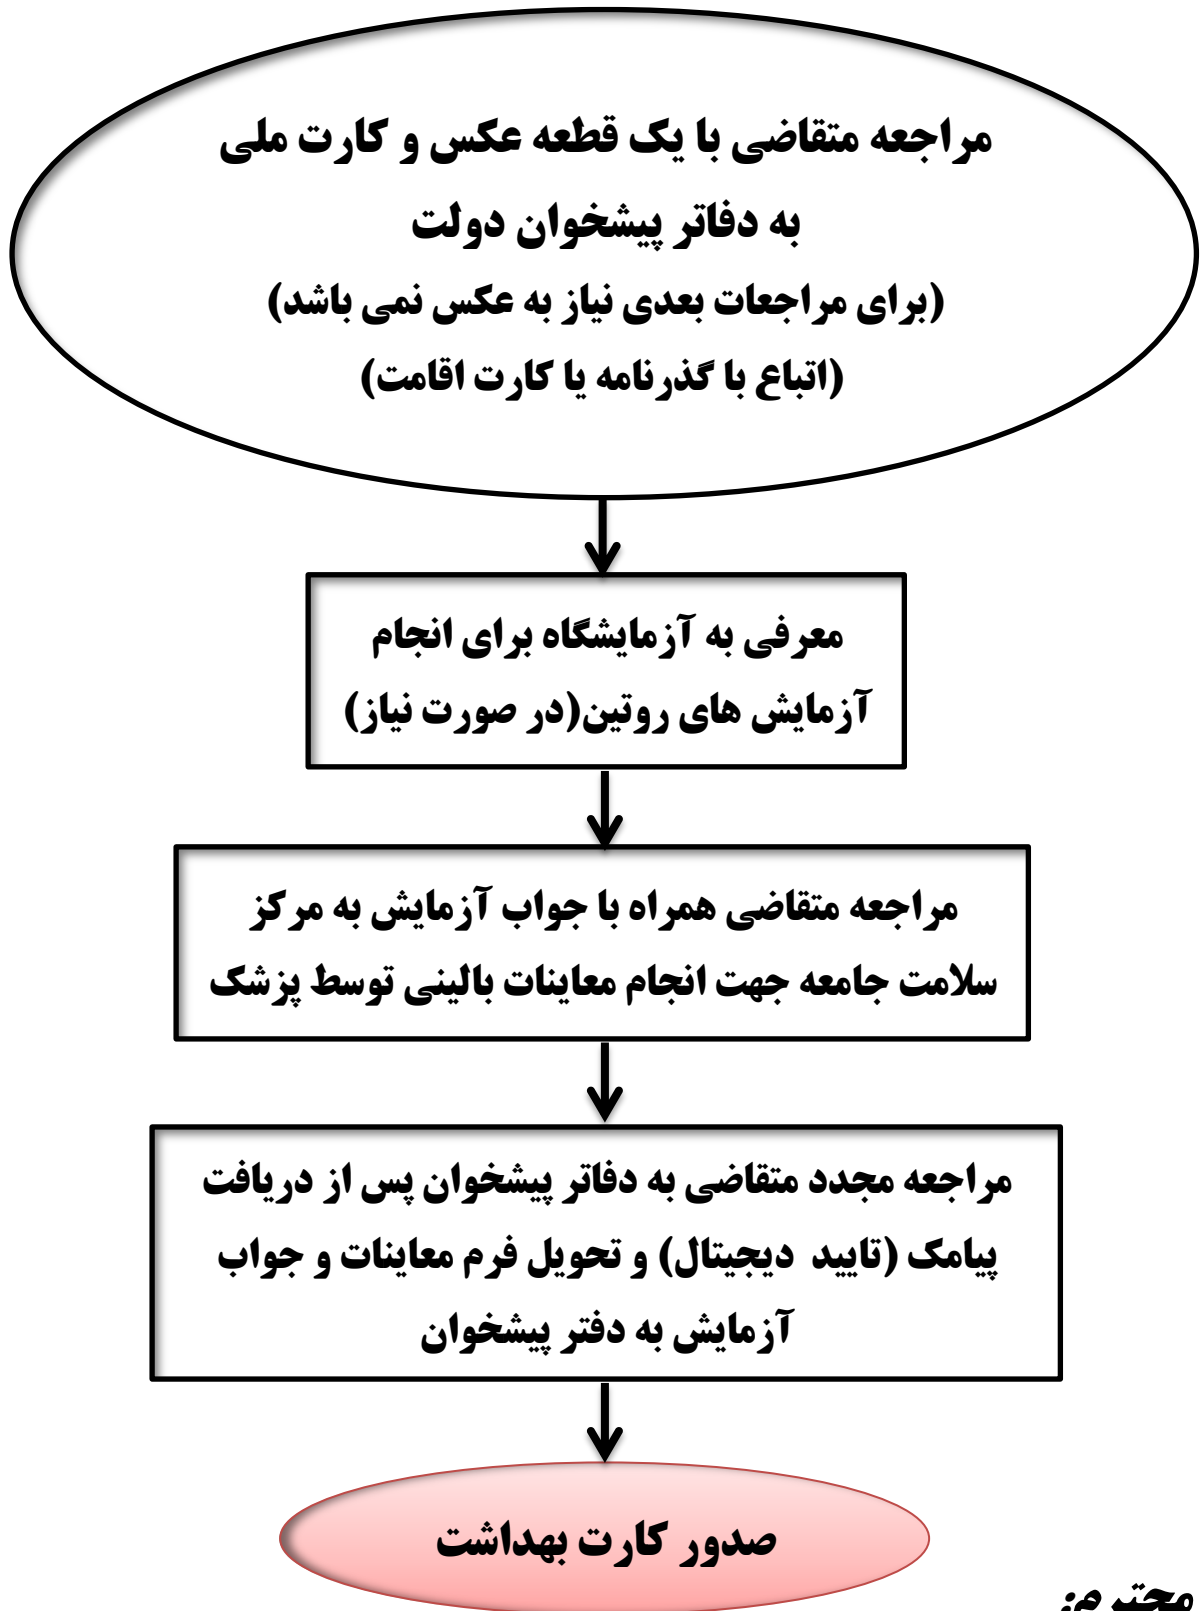 مراجعه متقاضی با یک قطعه عکس و کارت ملی
به دفاتر پیشخوان دولت
(برای مراجعات بعدی نیاز به عکس نمی باشد)
(اتباع با گذرنامه یا کارت اقامت)
معرفی به آزمایشگاه برای انجام
آزمایش های روتین(در صورت نیاز)
مراجعه متقاضی همراه با جواب آزمایش به مرکز
سلامت جامعه جهت انجام معاینات بالینی توسط پزشک
مراجعه مجدد متقاضی به دفاتر پیشخوان پس از دریافت
پیامک (تایید دیجیتال) و تحویل فرم معاینات و جواب
آزمایش به دفتر پیشخوان
صدور کارت بهداشت
محترم: